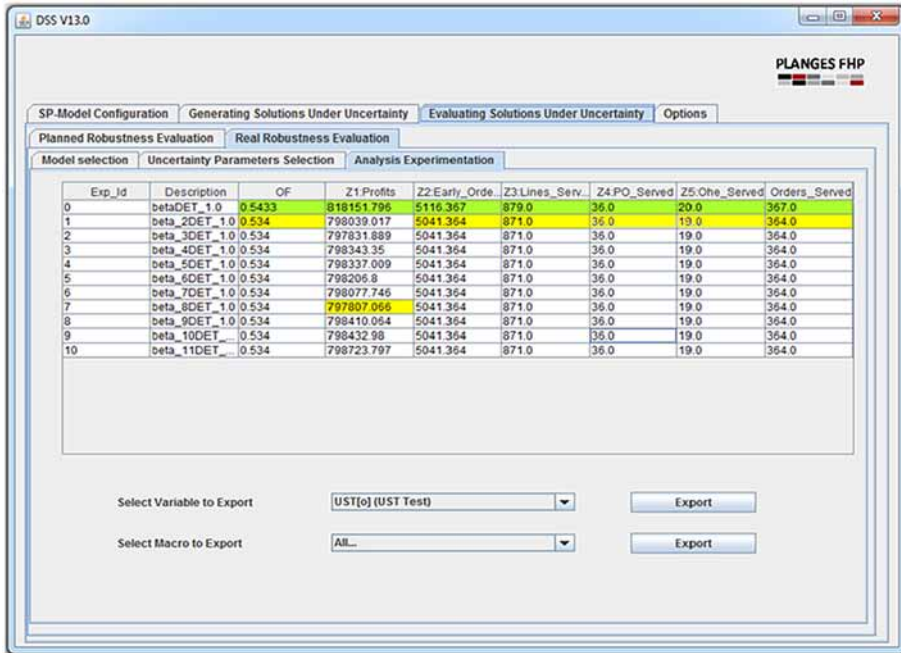 DSS V13.0
PLANGES FHP
SP-Model Configuration Generating Solutions Under Uncertainty Evaluating Solutions Under Uncertainty Options
Planned Robustness Evaluation Real Robustness Evaluation
Model selection Uncertainty Parameters Selection Analysis Experimentation
Exp_Id Description OF Z1:Profits Z2:Early_Orde... Z3:Lines_Serv... Z4:PO_Served Z5:Ohe_Served Orders_Served
0 betaDET_1.0 0.5433 818151.796 5116.367 879.0 36.0 20.0 367.0
1 beta_2DET_1.0 0.534 798039.017 5041.364 871.0 36.0 19.0 364.0
2 beta_3DET_1.0 0.534 797831.889 5041.364 871.0 36.0 19.0 364.0
3 beta_4DET_1.0 0.534 798343.35 5041.364 871.0 36.0 19.0 364.0
4 beta_5DET_1.0 0.534 798337.009 5041.364 871.0 36.0 19.0 364.0
5 beta_6DET_1.0 0.534 798206.8 5041.364 871.0 36.0 19.0 364.0
6 beta_7DET_1.0 0.534 798077.746 5041.364 871.0 36.0 19.0 364.0
7 beta_8DET_1.0 0.534 797807.066 5041.364 871.0 36.0 19.0 364.0
8 beta_9DET_1.0 0.534 798410.064 5041.364 871.0 36.0 19.0 364.0
9 beta_10DET_... 0.534 798432.98 5041.364 871.0 36.0 19.0 364.0
10 beta_11DET_... 0.534 798723.797 5041.364 871.0 36.0 19.0 364.0
Select Variable to Export UST[o] (UST Test) Export
Select Macro to Export All... Export